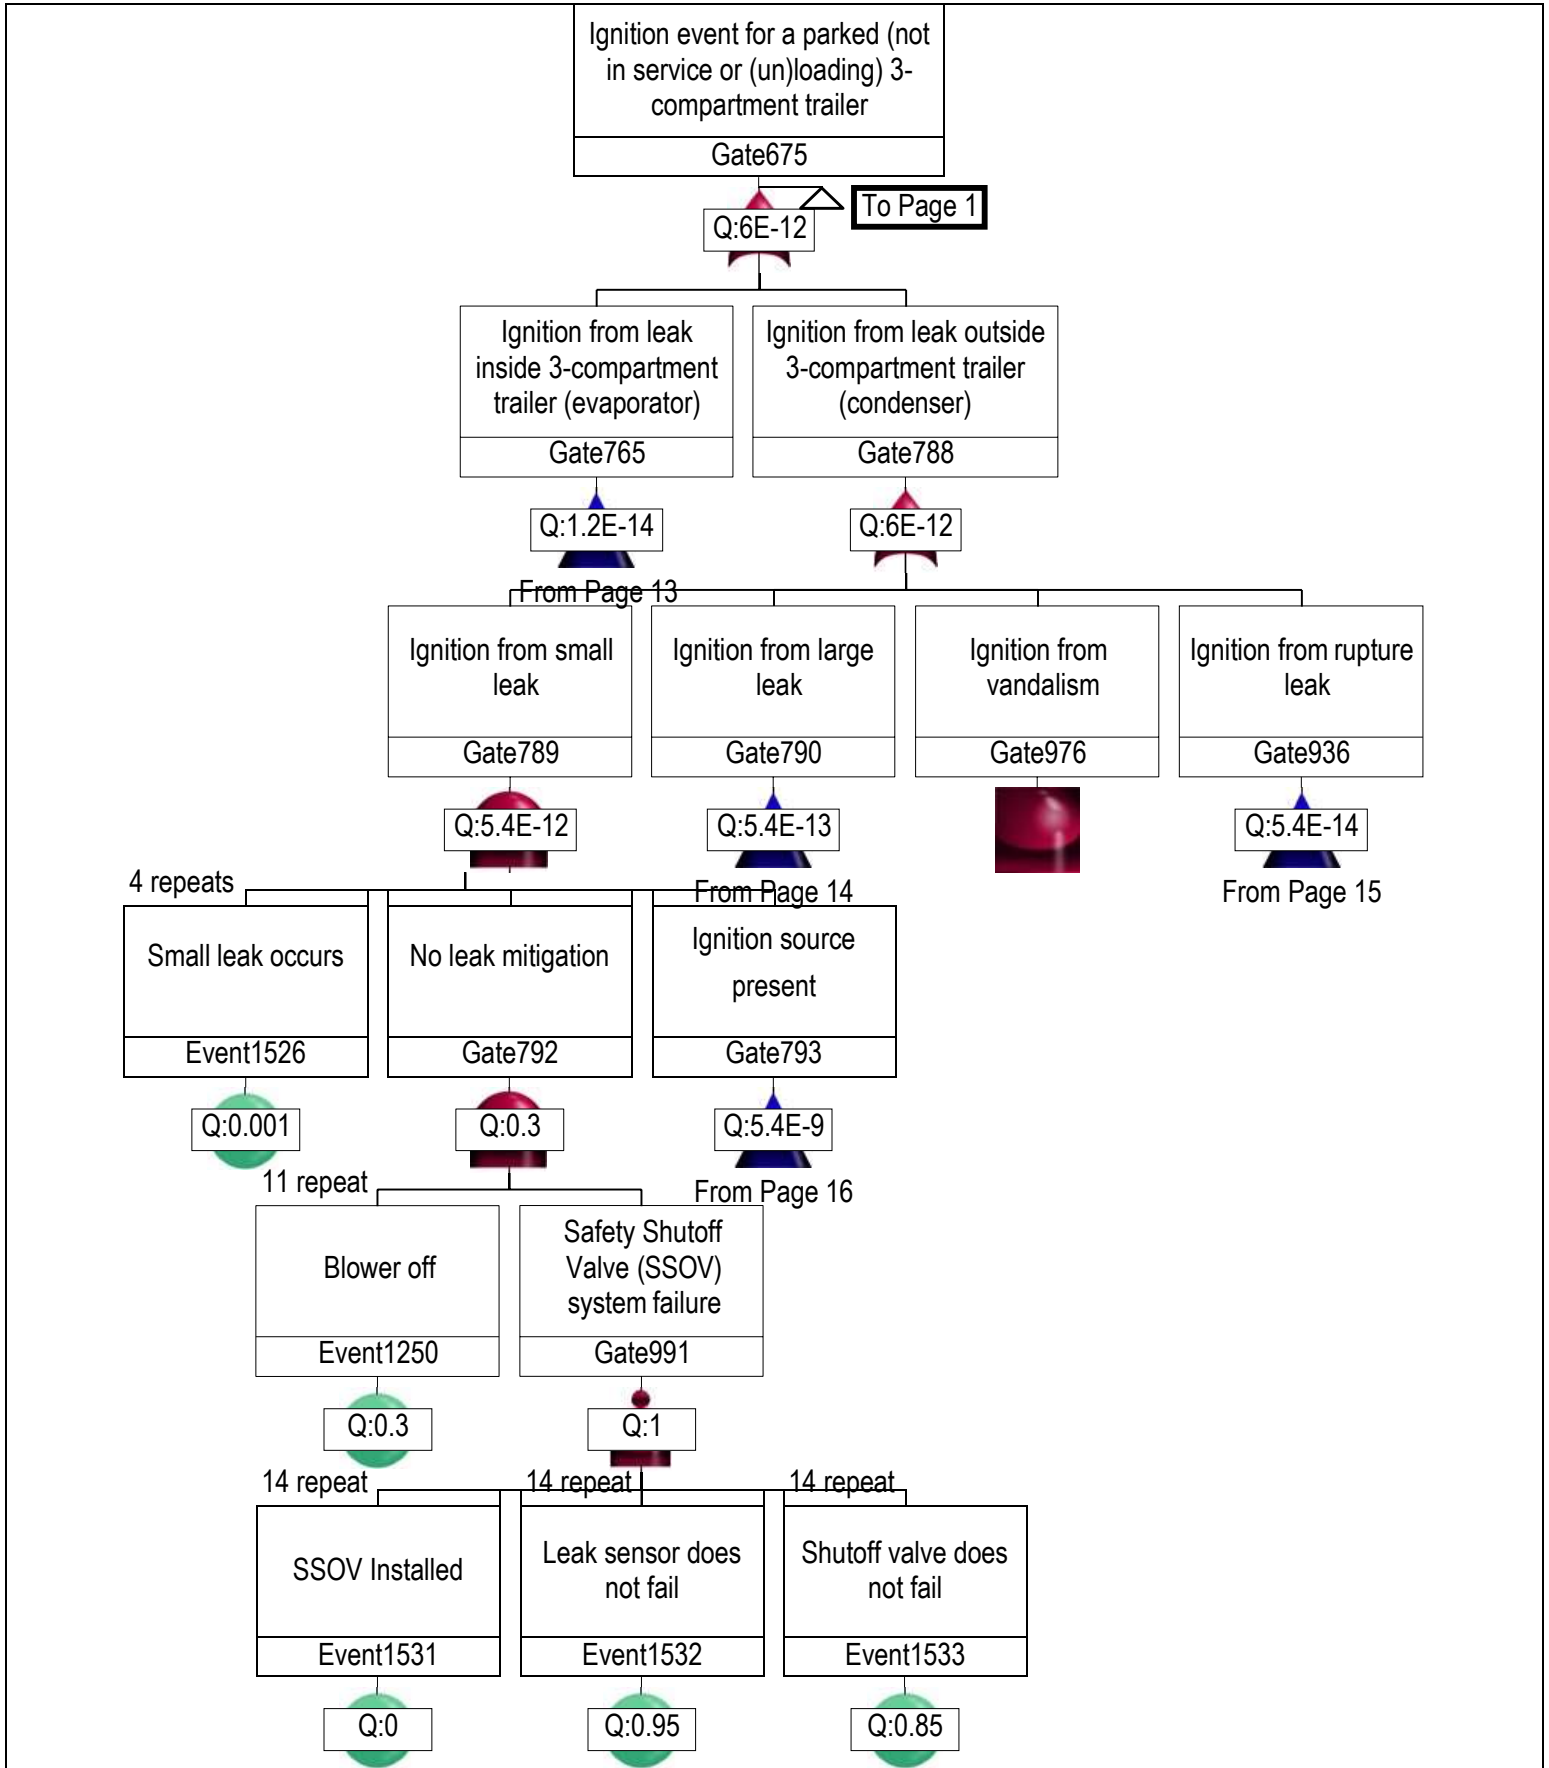 Ignition event for a parked (not
in service or (un)loading) 3-
compartment trailer
Gate675
To Page 1
Q:6E-12
Ignition from leak
inside 3-compartment
trailer (evaporator)
Gate765
Q:1.2E-14
From Page 13
Ignition from leak outside
3-compartment trailer
(condenser)
Gate788
Q:6E-12
Ignition from small
leak
Gate789
Q:5.4E-12
Ignition from large
leak
Gate790
Q:5.4E-13
From Page 14
Ignition from
vandalism
Gate976
Ignition from rupture
leak
Gate936
Q:5.4E-14
From Page 15
4 repeats
Small leak occurs
Event1526
Q:0.001
No leak mitigation
Gate792
Q:0.3
Ignition source
present
Gate793
Q:5.4E-9
From Page 16
11 repeat
Blower off
Event1250
Q:0.3
Safety Shutoff
Valve (SSOV)
system failure
Gate991
Q:1
14 repeat
SSOV Installed
Event1531
Q:0
14 repeat
Leak sensor does
not fail
Event1532
Q:0.95
14 repeat
Shutoff valve does
not fail
Event1533
Q:0.85